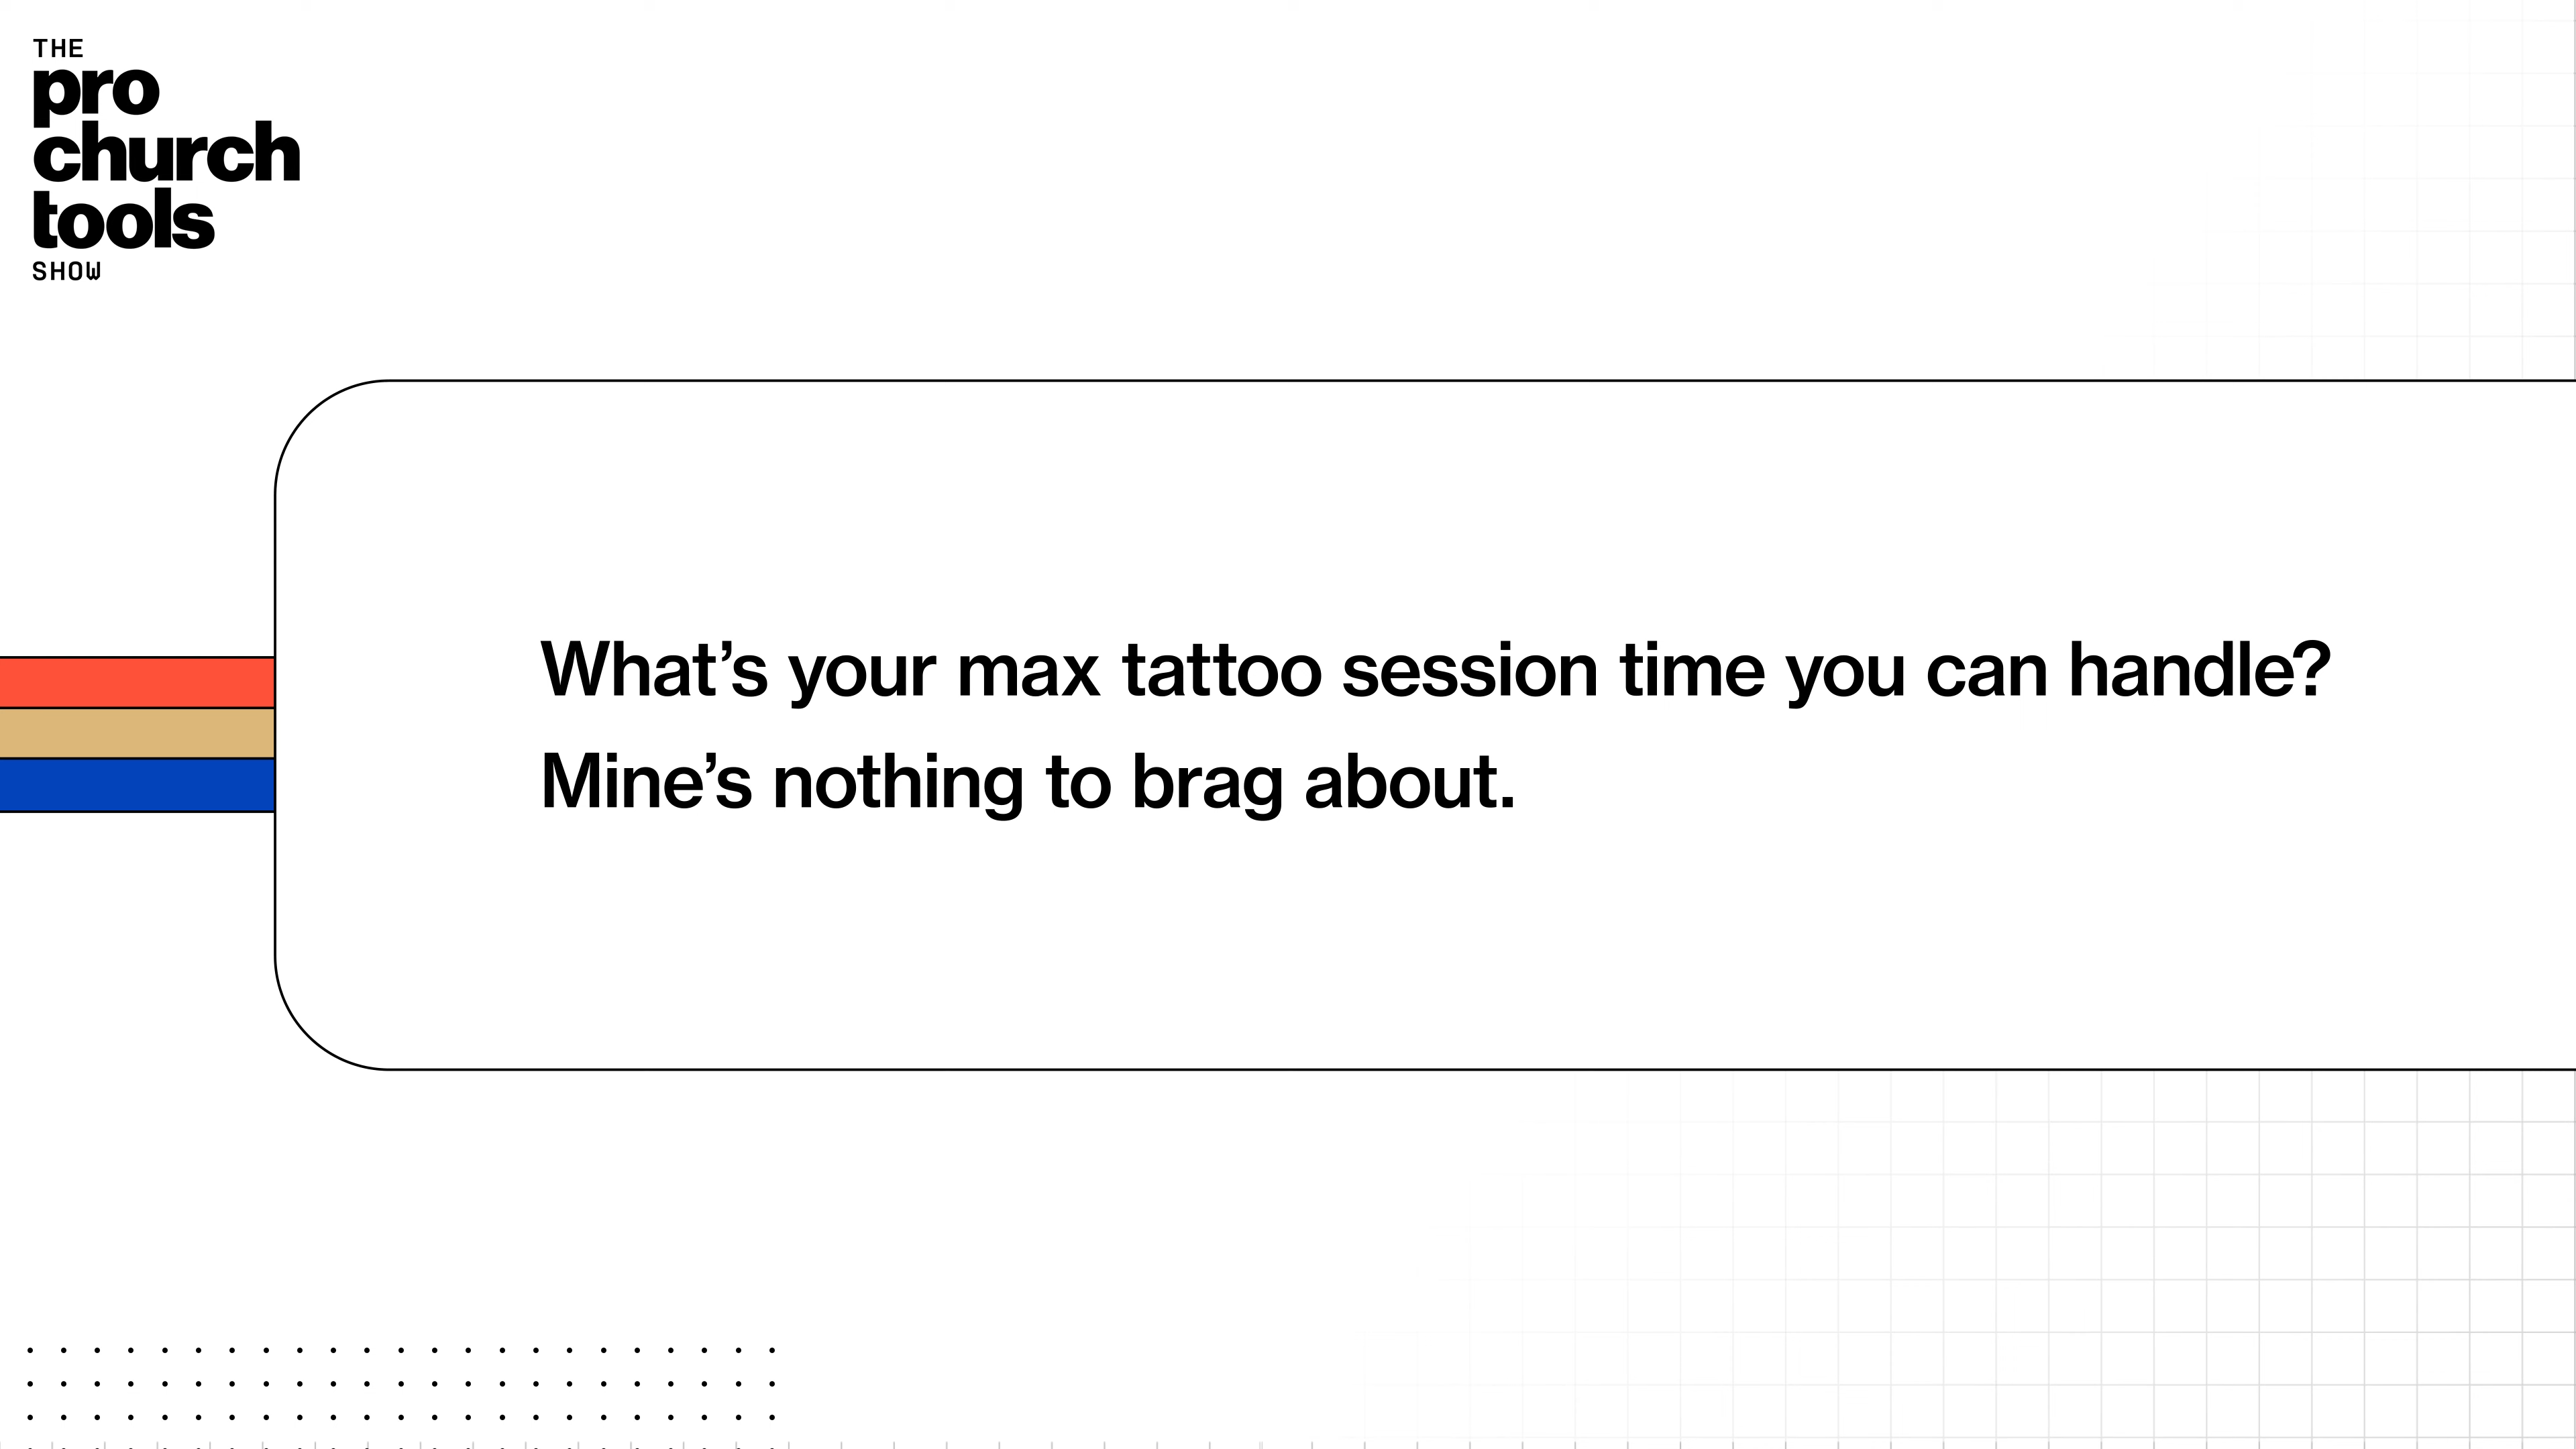 THE
pro
church
tools
SHOW
What’s your max tattoo session time you can handle?
Mine’s nothing to brag about.